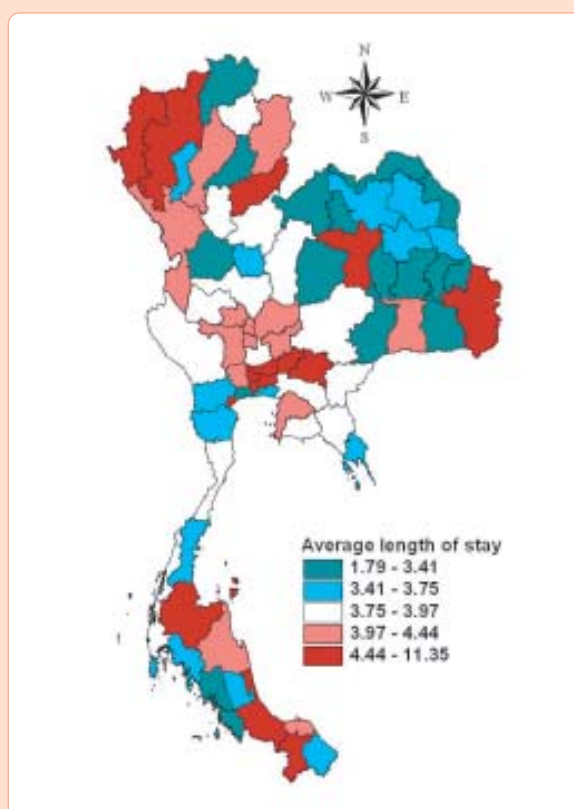 N
W E
S
Average length of stay
1.79 - 3.41
3.41 - 3.75
3.75 - 3.97
3.97 - 4.44
4.44 - 11.35